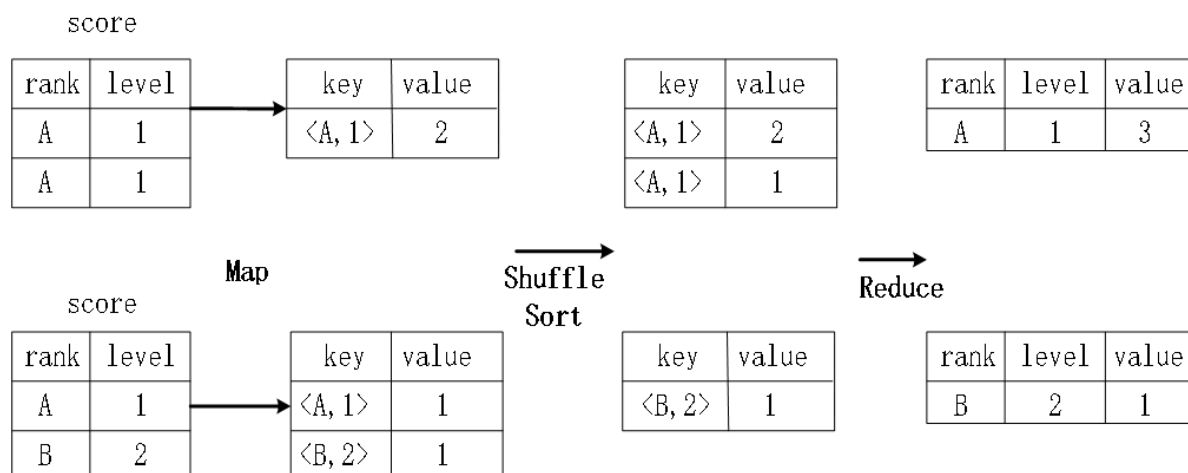 score
rank level
A 1
A 1
key value
<A, 1> 2
key value
<A, 1> 2
<A, 1> 1
rank level value
A 1 3
Map
Shuffle
Sort
Reduce
score
rank level
A 1
B 2
key value
<A, 1> 1
<B, 2> 1
key value
<B, 2> 1
rank level value
B 2 1